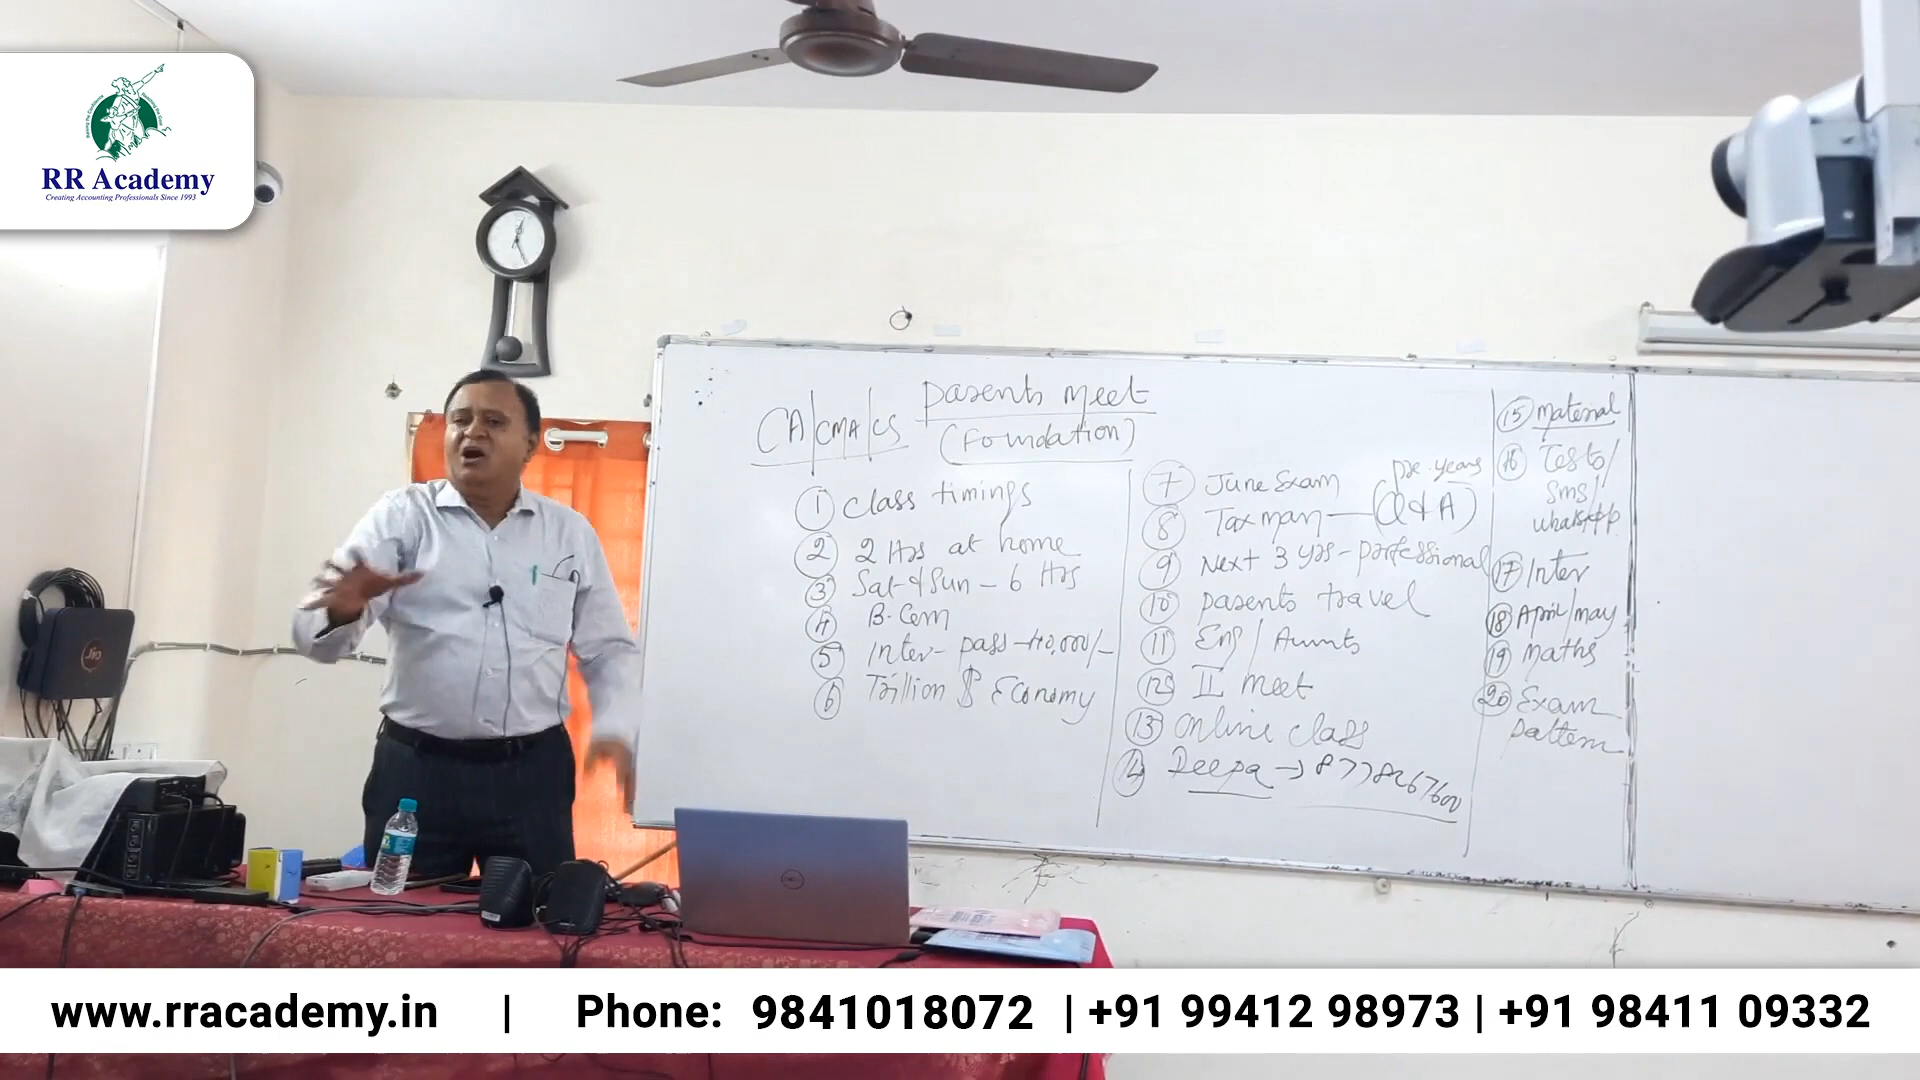 RR Academy
Creating Accounting Professionals Since 1993
CA/CMA/CS Parents Meet
(Foundation)
1 Class timings
2 2 Hrs at home
3 Sat & Sun - 6 Hrs
4 B.Com
5 Inter - pass - 40,000/-
6 Trillion $ Economy
7 June Exam
pre. years
8 Taxman - (Q & A)
9 Next 3 yrs - professional
10 Parents travel
11 Eng / Accnts
12 II Meet
13 Online class
14 Deepa → 8778267600
15 Material
16 Tests/
Sms/
whatsapp
17 Inter
18 April/May
19 Maths
20 Exam
pattern
www.rracademy.in | Phone: 9841018072 | +91 99412 98973 | +91 98411 09332